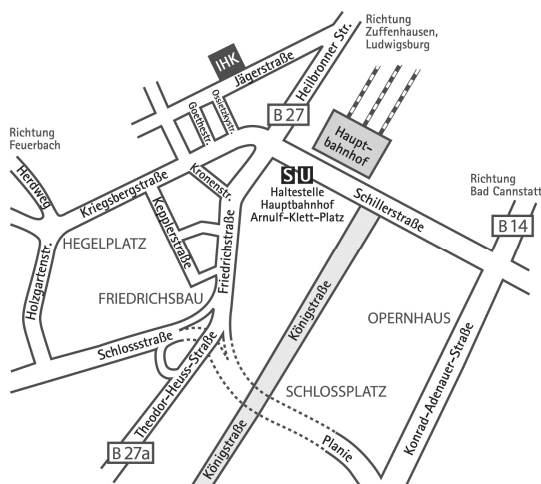 Richtung
Zuffenhausen,
Ludwigsburg
IHK
Jägerstraße
Heilbronner Str.
Ossietzkystr.
Goethestr.
B 27
Haupt-
bahnhof
Richtung
Feuerbach
Herdweg
Kriegsbergstraße
Kronenstr.
S U
Haltestelle
Hauptbahnhof
Arnulf-Klett-Platz
Richtung
Bad Cannstatt
Schillerstraße
B 14
Kepplerstraße
HEGELPLATZ
Holzgartenstr.
Friedrichstraße
FRIEDRICHSBAU
Königstraße
OPERNHAUS
Schlossstraße
Theodor-Heuss-Straße
SCHLOSSPLATZ
Konrad-Adenauer-Straße
B 27a
Königstraße
Planie